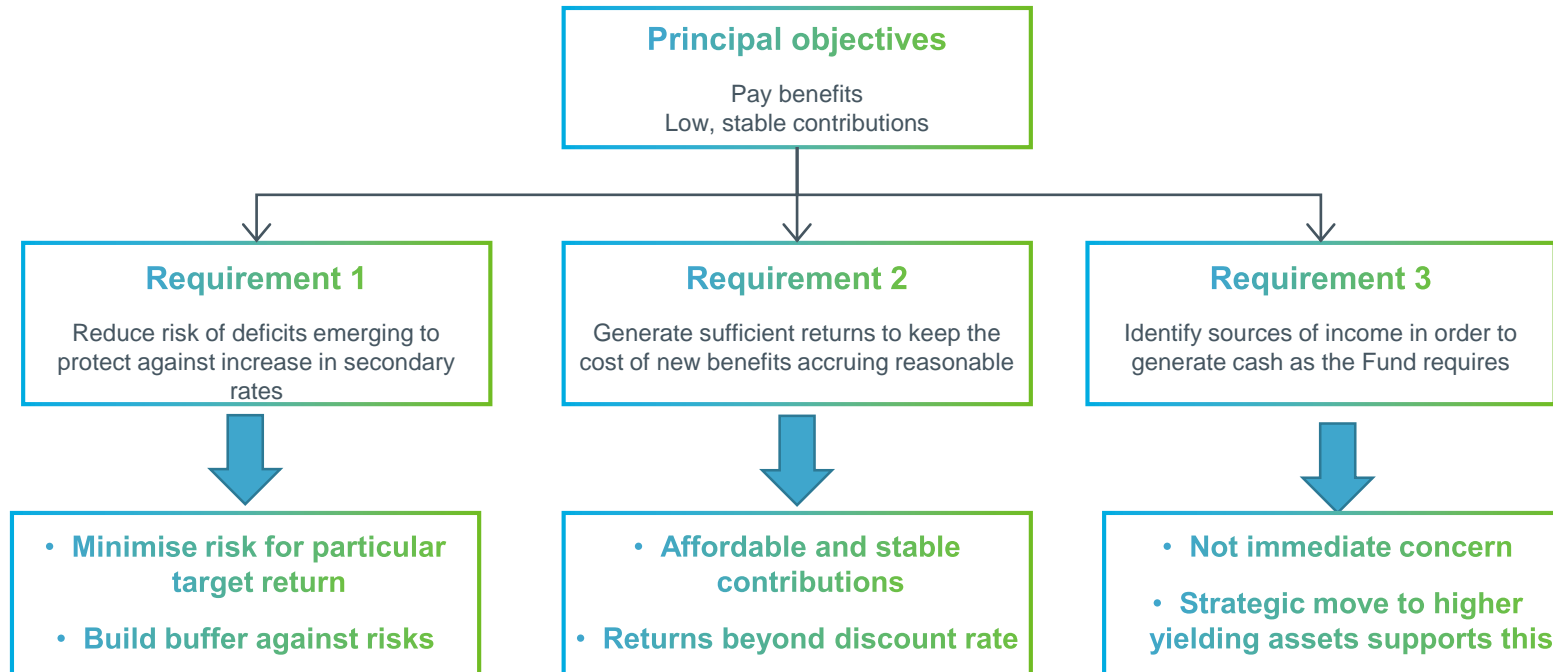 Principal objectives
Pay benefits
Low, stable contributions
Requirement 1
Reduce risk of deficits emerging to
protect against increase in secondary
rates
Requirement 2
Generate sufficient returns to keep the
cost of new benefits accruing reasonable
Requirement 3
Identify sources of income in order to
generate cash as the Fund requires
• Minimise risk for particular
target return
• Build buffer against risks
• Affordable and stable
contributions
• Returns beyond discount rate
• Not immediate concern
• Strategic move to higher
yielding assets supports this